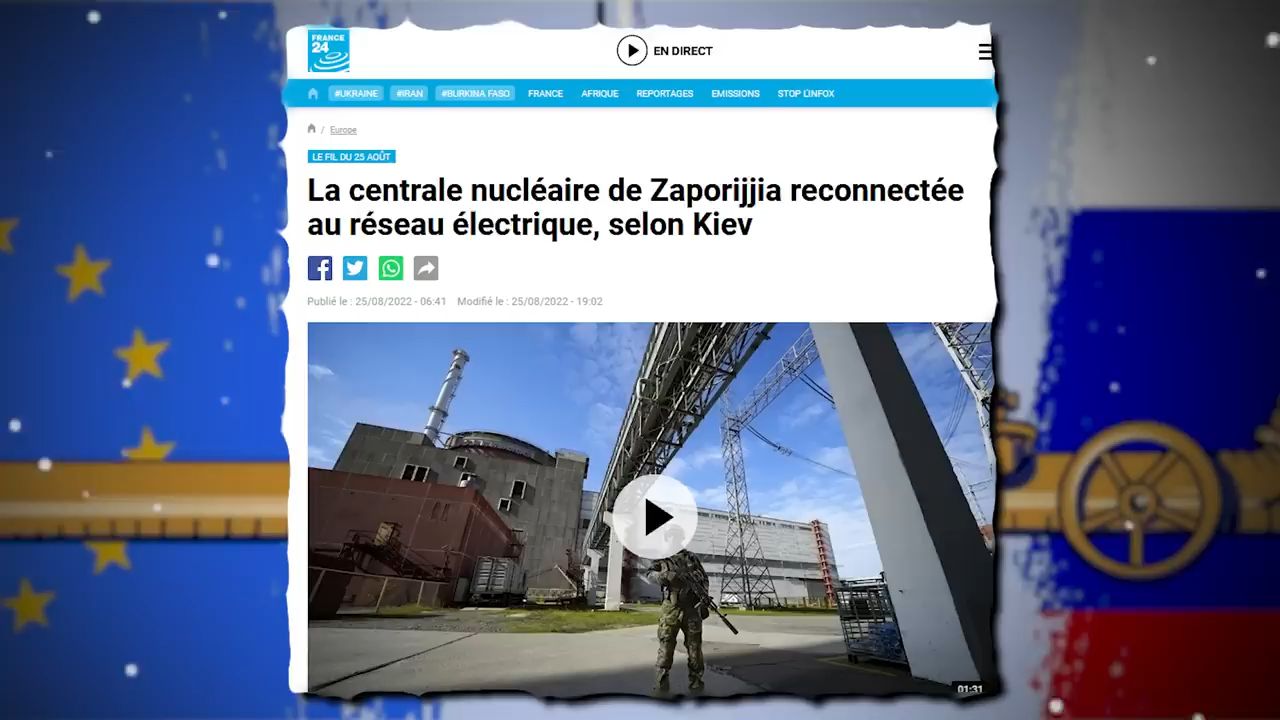 FRANCE
24
EN DIRECT
#UKRAINE #IRAN #BURKINA FASO FRANCE AFRIQUE REPORTAGES EMISSIONS STOP L'INFOX
/ Europe
LE FIL DU 25 AOÛT
La centrale nucléaire de Zaporijjia reconnectée
au réseau électrique, selon Kiev
Publié le : 25/08/2022 - 06:41 Modifié le : 25/08/2022 - 19:02
01:31